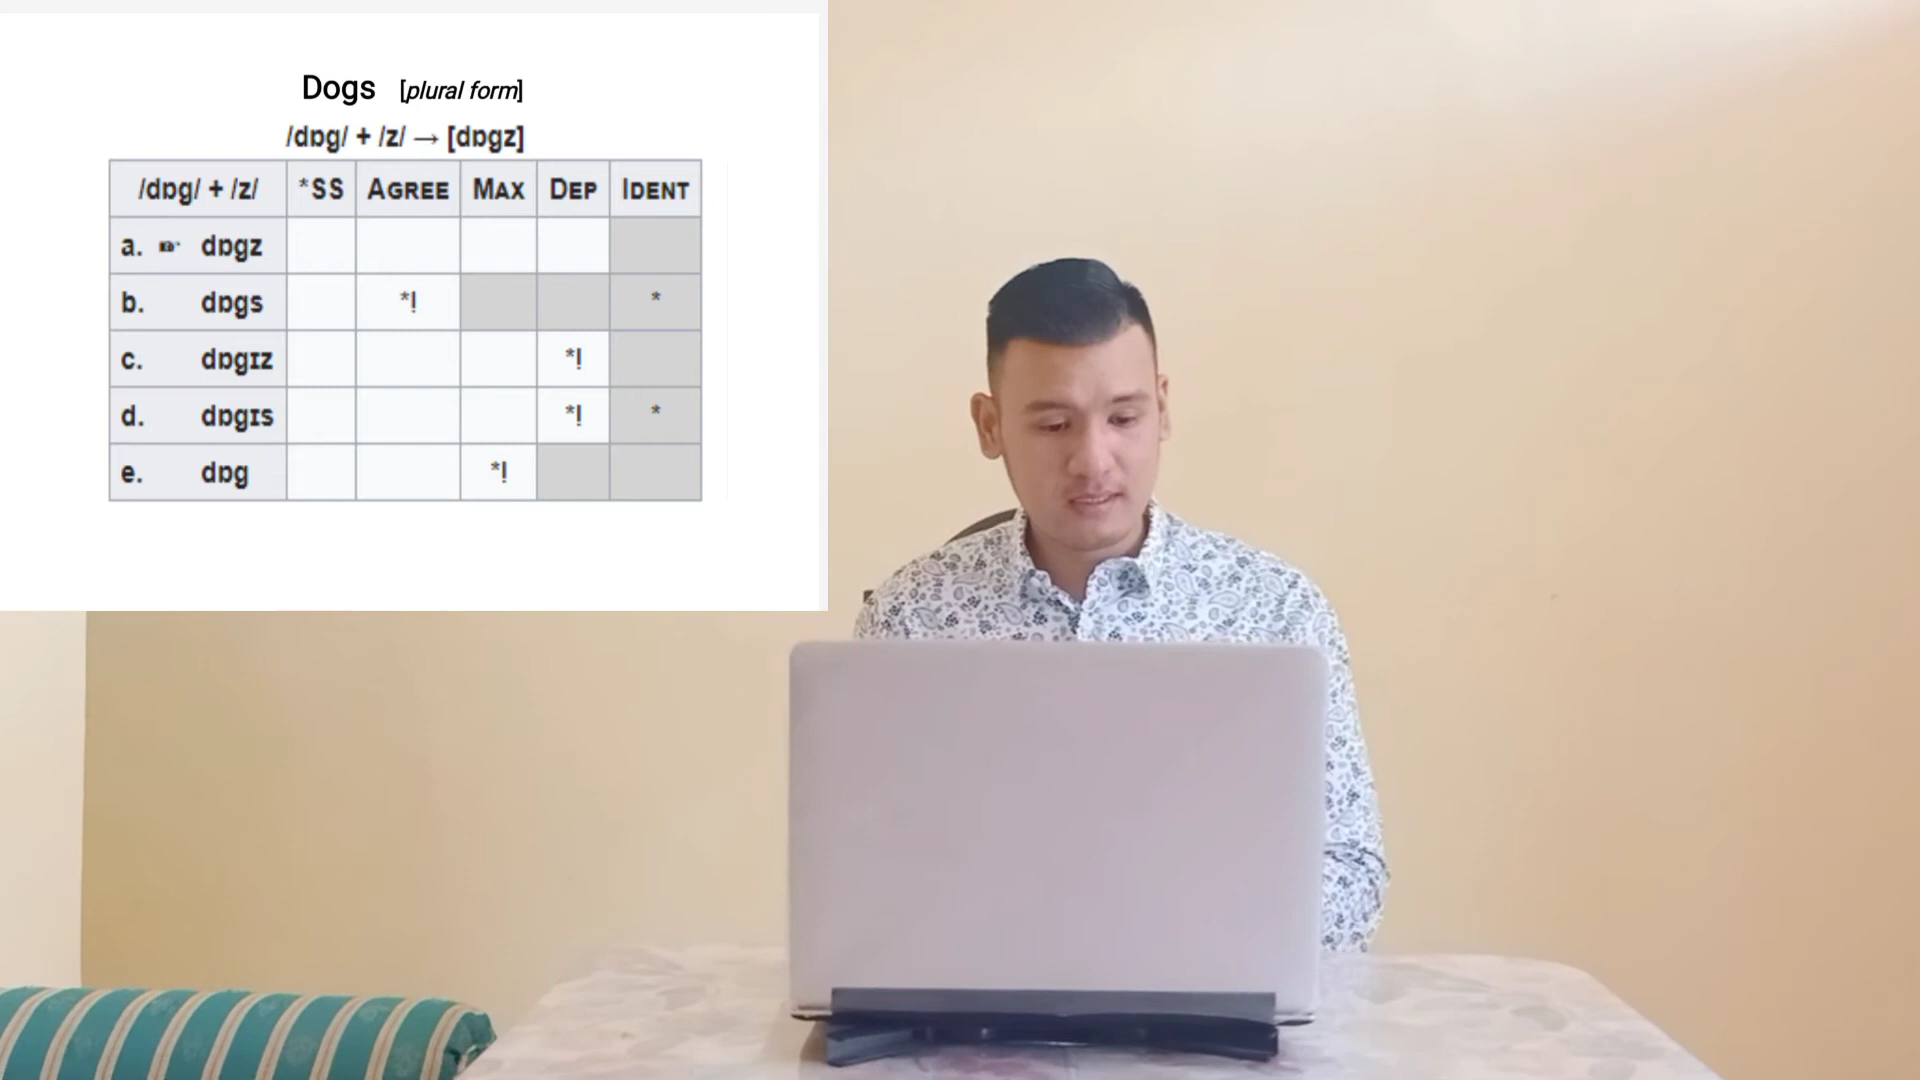 Dogs [plural form]
/dɒg/ + /z/ → [dɒgz]
/dɒg/ + /z/ *SS AGREE MAX DEP IDENT
a. ☞ dɒgz
b. dɒgs *! *
c. dɒgɪz *!
d. dɒgɪs *! *
e. dɒg *!